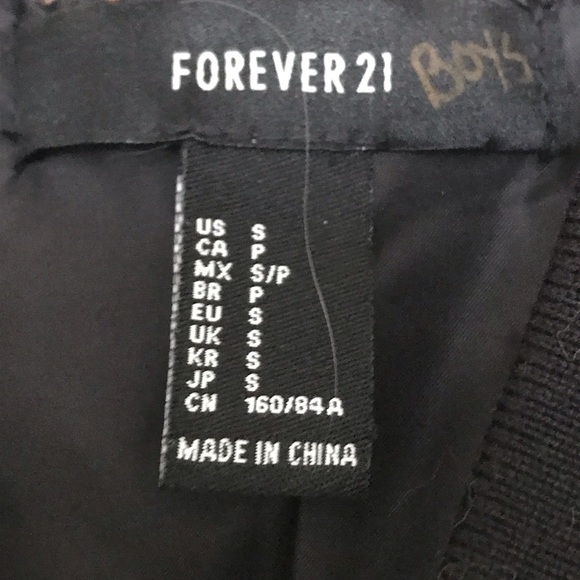 FOREVER 21 Boys
US S
CA P
MX S/P
BR P
EU S
UK S
KR S
JP S
CN 160/84A
MADE IN CHINA